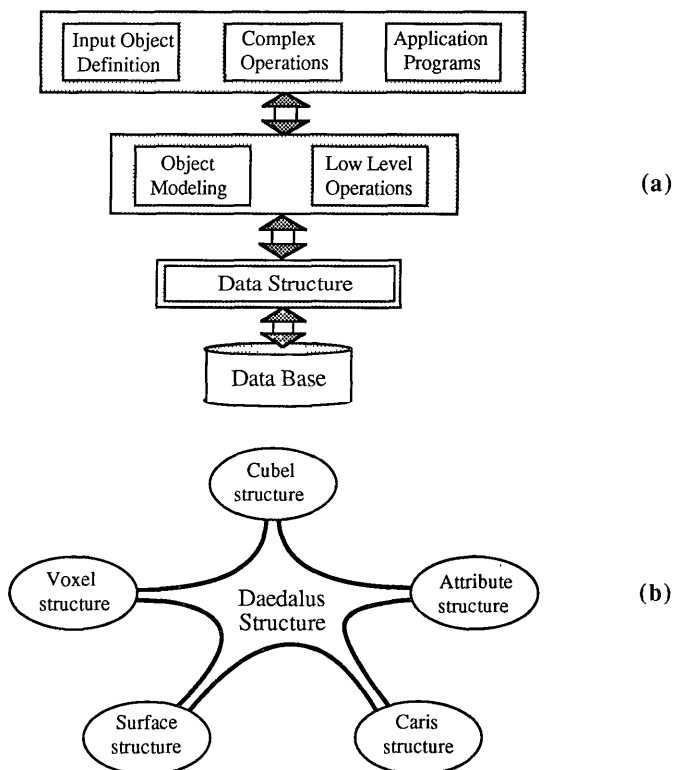 Input Object
Definition
Complex
Operations
Application
Programs
Object
Modeling
Low Level
Operations
(a)
Data Structure
Data Base
Cubel
structure
Voxel
structure
Daedalus
Structure
Attribute
structure
(b)
Surface
structure
Caris
structure